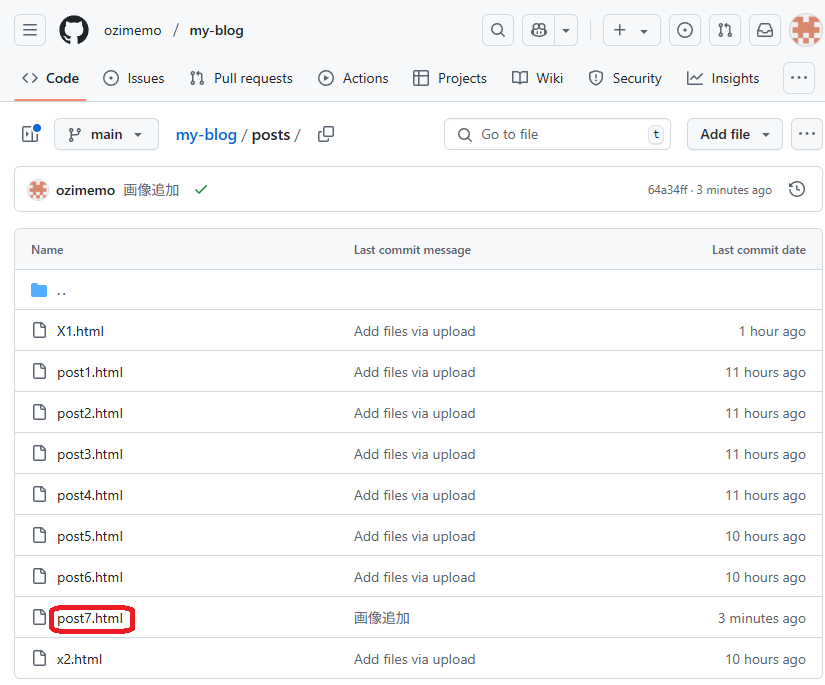 ozimemo / my-blog
Code Issues Pull requests Actions Projects Wiki Security Insights ...
main my-blog / posts / Go to file t Add file ...
ozimemo 画像追加 64a34ff · 3 minutes ago
Name Last commit message Last commit date
..
X1.html Add files via upload 1 hour ago
post1.html Add files via upload 11 hours ago
post2.html Add files via upload 11 hours ago
post3.html Add files via upload 11 hours ago
post4.html Add files via upload 11 hours ago
post5.html Add files via upload 10 hours ago
post6.html Add files via upload 10 hours ago
post7.html 画像追加 3 minutes ago
x2.html Add files via upload 10 hours ago